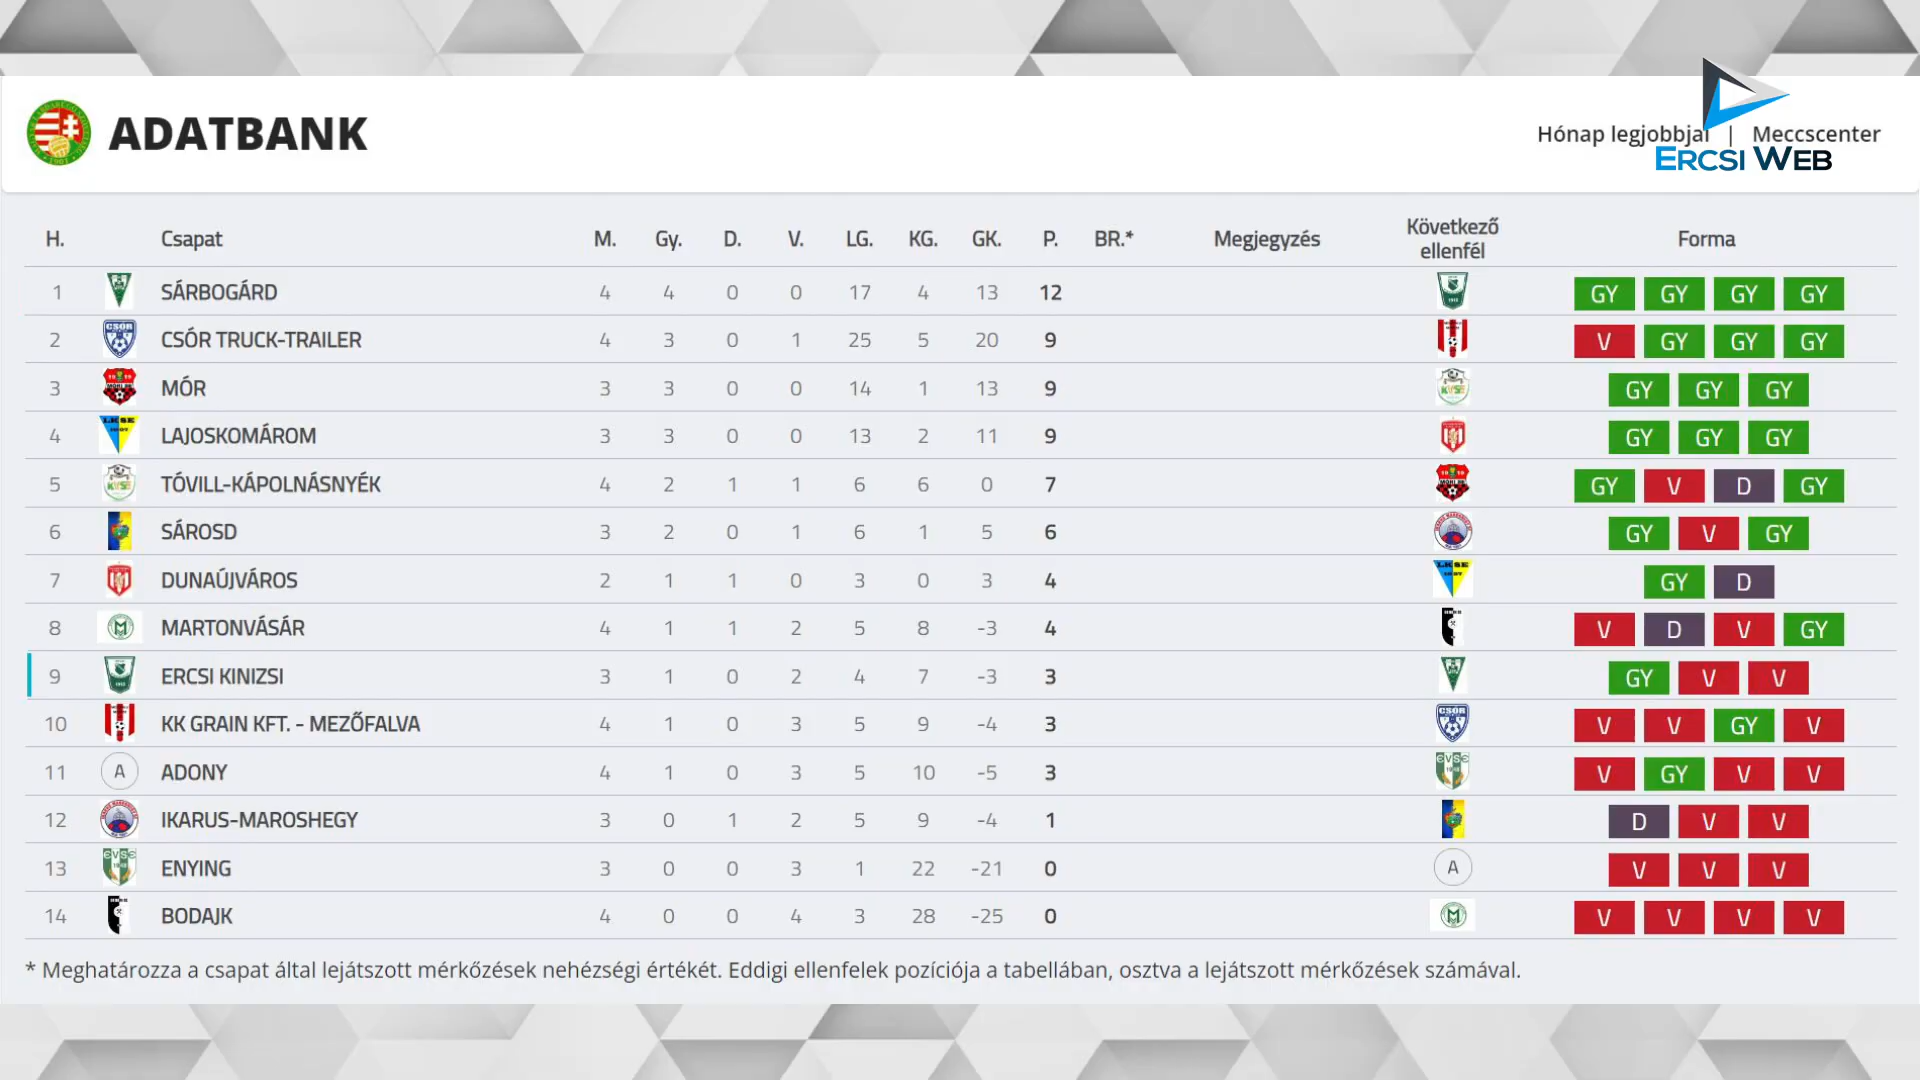 ADATBANK
Hónap legjobbjai | Meccscenter
ERCSI WEB
H. Csapat M. Gy. D. V. LG. KG. GK. P. BR.* Megjegyzés Következő ellenfél Forma
1 SÁRBOGÁRD 4 4 0 0 17 4 13 12 GY GY GY GY
2 CSÓR TRUCK-TRAILER 4 3 0 1 25 5 20 9 V GY GY GY
3 MÓR 3 3 0 0 14 1 13 9 GY GY GY
4 LAJOSKOMÁROM 3 3 0 0 13 2 11 9 GY GY GY
5 TÓVILL-KÁPOLNÁSNYÉK 4 2 1 1 6 6 0 7 GY V D GY
6 SÁROSD 3 2 0 1 6 1 5 6 GY V GY
7 DUNAÚJVÁROS 2 1 1 0 3 0 3 4 GY D
8 MARTONVÁSÁR 4 1 1 2 5 8 -3 4 V D V GY
9 ERCSI KINIZSI 3 1 0 2 4 7 -3 3 GY V V
10 KK GRAIN KFT. - MEZŐFALVA 4 1 0 3 5 9 -4 3 V V GY V
11 A ADONY 4 1 0 3 5 10 -5 3 V GY V V
12 IKARUS-MAROSHEGY 3 0 1 2 5 9 -4 1 D V V
13 ENYING 3 0 0 3 1 22 -21 0 A V V V
14 BODAJK 4 0 0 4 3 28 -25 0 V V V V
* Meghatározza a csapat által lejátszott mérkőzések nehézségi értékét. Eddigi ellenfelek pozíciója a tabellában, osztva a lejátszott mérkőzések számával.